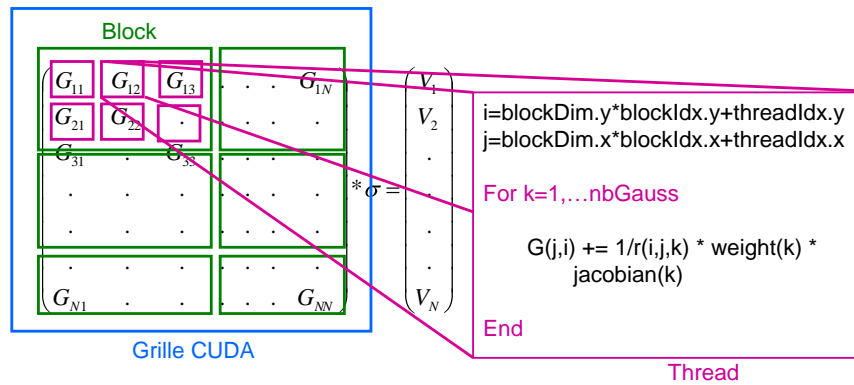 Block
G11 G12 G13 . . . G1N V1
G21 G22 . . . . . V2
G31 . G33 . . . . .
. . . . . . . * σ = .
. . . . . . . .
. . . . . . . .
GN1 . . . . . GNN VN
Grille CUDA
i=blockDim.y*blockIdx.y+threadIdx.y
j=blockDim.x*blockIdx.x+threadIdx.x
For k=1,…nbGauss
G(j,i) += 1/r(i,j,k) * weight(k) *
jacobian(k)
End
Thread